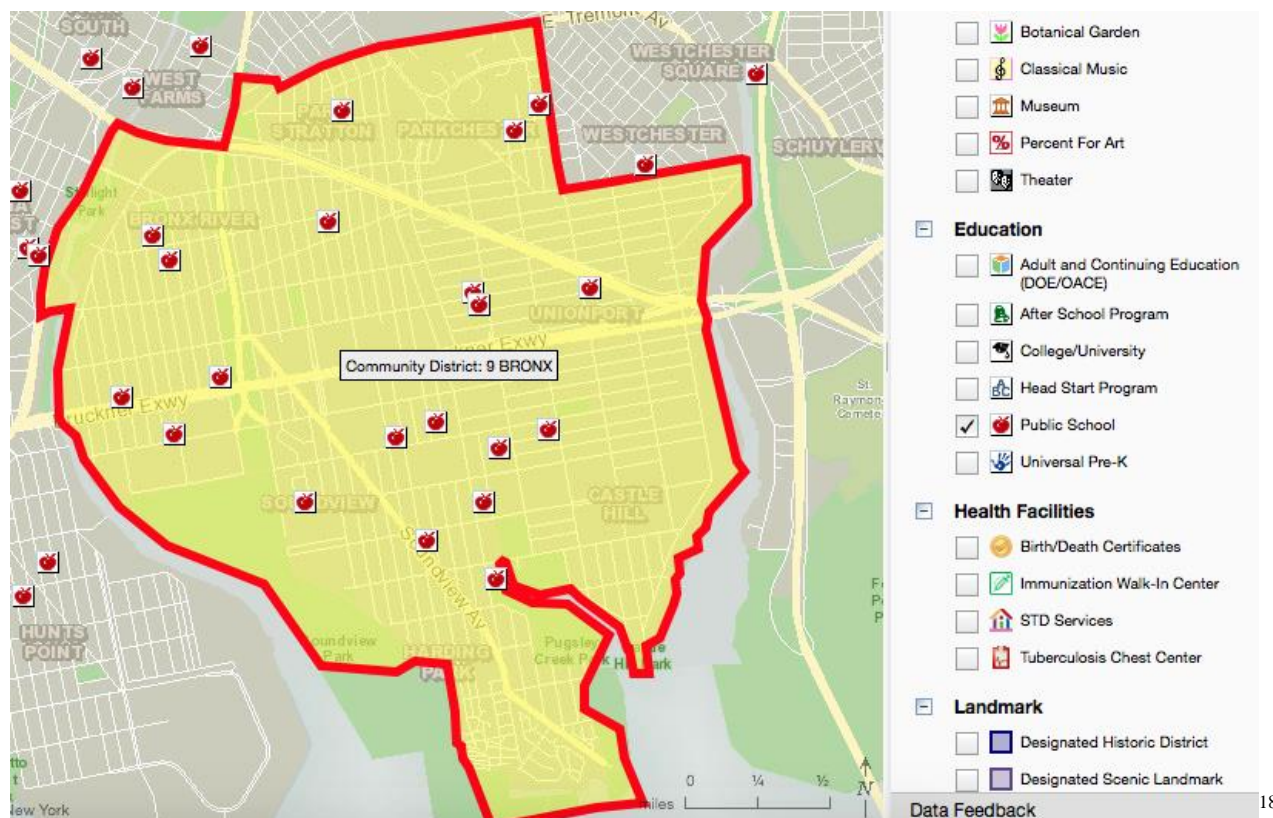 SOUTH
E Tremont Av
WESTCHESTER
SQUARE
WEST
FARMS
STRATTON
PARKCHESTER
WESTCHESTER
SCHUYLERV
Park
BRONX RIVER
UNIONPORT
Community District: 9 BRONX
Bruckner Exwy
St.
Raymon
Cemete
SOUNDVIEW
CASTLE
HILL
Soundview Av
HUNTS
POINT
Park
HARDING
PARK
Pugsley
Creek Park
New York
0 ¼ ½
miles
N
Botanical Garden
Classical Music
Museum
Percent For Art
Theater
Education
Adult and Continuing Education
(DOE/OACE)
After School Program
College/University
Head Start Program
Public School
Universal Pre-K
Health Facilities
Birth/Death Certificates
Immunization Walk-In Center
STD Services
Tuberculosis Chest Center
Landmark
Designated Historic District
Designated Scenic Landmark
Data Feedback